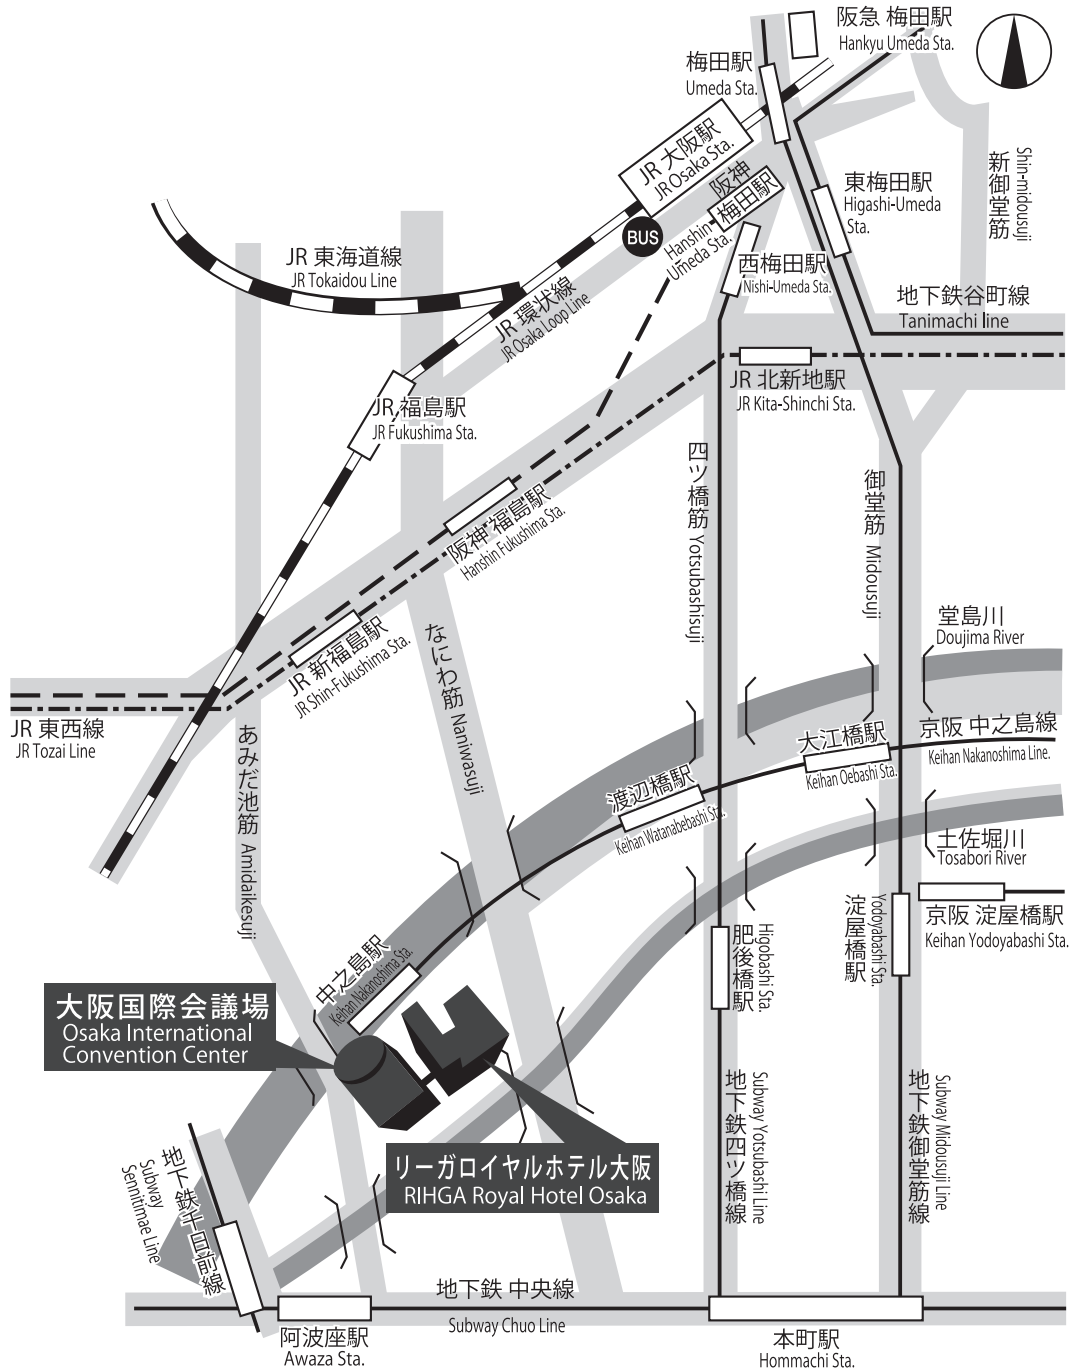 阪急 梅田駅
Hankyu Umeda Sta.
梅田駅
Umeda Sta.
JR 大阪駅
JR Osaka Sta.
阪神
梅田駅
Hanshin
Umeda Sta.
BUS
東梅田駅
Higashi-Umeda
Sta.
新御堂筋
Shin-midousuji
JR 東海道線
JR Tokaidou Line
西梅田駅
Nishi-Umeda Sta.
JR 環状線
JR Osaka Loop Line
地下鉄谷町線
Tanimachi line
JR 北新地駅
JR Kita-Shinchi Sta.
JR 福島駅
JR Fukushima Sta.
四ツ橋筋 Yotsubashisuji
御堂筋 Midousuji
阪神 福島駅
Hanshin Fukushima Sta.
JR 新福島駅
JR Shin-Fukushima Sta.
なにわ筋 Naniwasuji
堂島川
Doujima River
JR 東西線
JR Tozai Line
あみだ池筋 Amidaikesuji
大江橋駅
Keihan Oebashi Sta.
京阪 中之島線
Keihan Nakanoshima Line.
渡辺橋駅
Keihan Watanabebashi Sta.
土佐堀川
Tosabori River
淀屋橋駅
Yodoyabashi Sta.
京阪 淀屋橋駅
Keihan Yodoyabashi Sta.
肥後橋駅
Higobashi Sta.
中之島駅
Keihan Nakanoshima Sta.
大阪国際会議場
Osaka International
Convention Center
リーガロイヤルホテル大阪
RIHGA Royal Hotel Osaka
地下鉄四ツ橋線
Subway Yotsubashi Line
地下鉄御堂筋線
Subway Midousuji Line
地下鉄千日前線
Subway
Sennitimae Line
地下鉄 中央線
Subway Chuo Line
阿波座駅
Awaza Sta.
本町駅
Hommachi Sta.